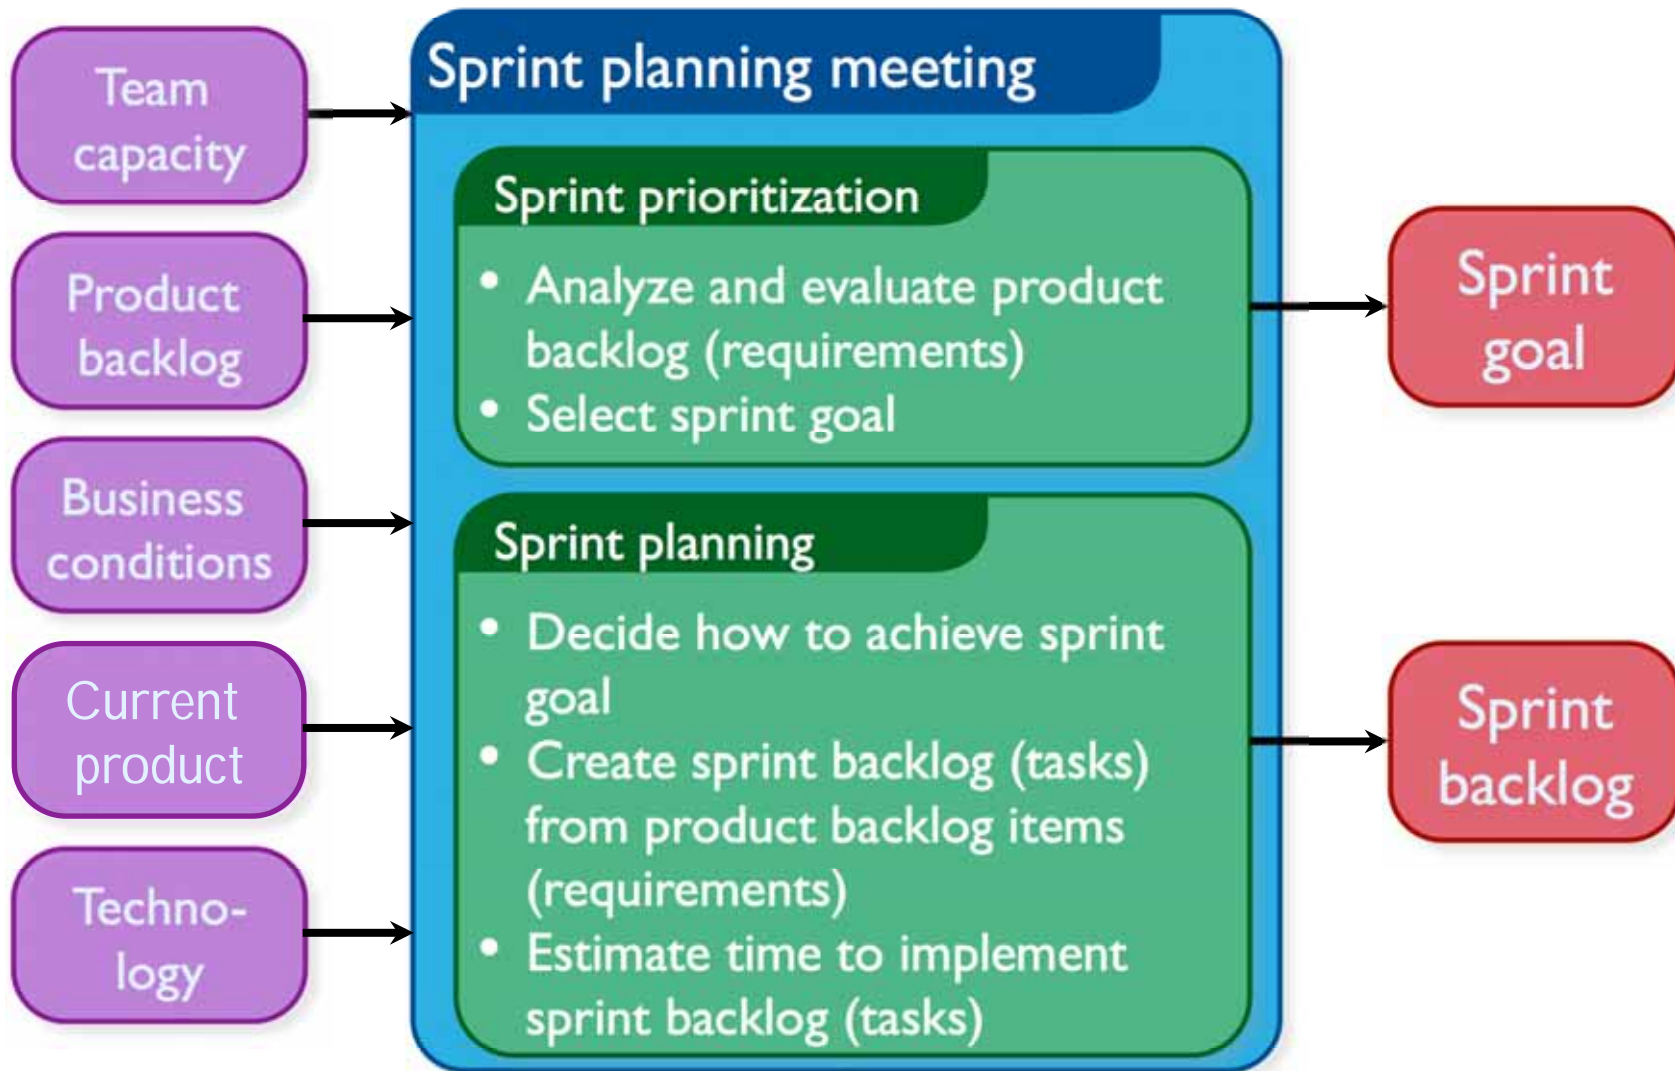 Team
capacity
Product
backlog
Business
conditions
Current
product
Techno-
logy
Sprint planning meeting
Sprint prioritization
• Analyze and evaluate product
backlog (requirements)
• Select sprint goal
Sprint planning
• Decide how to achieve sprint
goal
• Create sprint backlog (tasks)
from product backlog items
(requirements)
• Estimate time to implement
sprint backlog (tasks)
Sprint
goal
Sprint
backlog